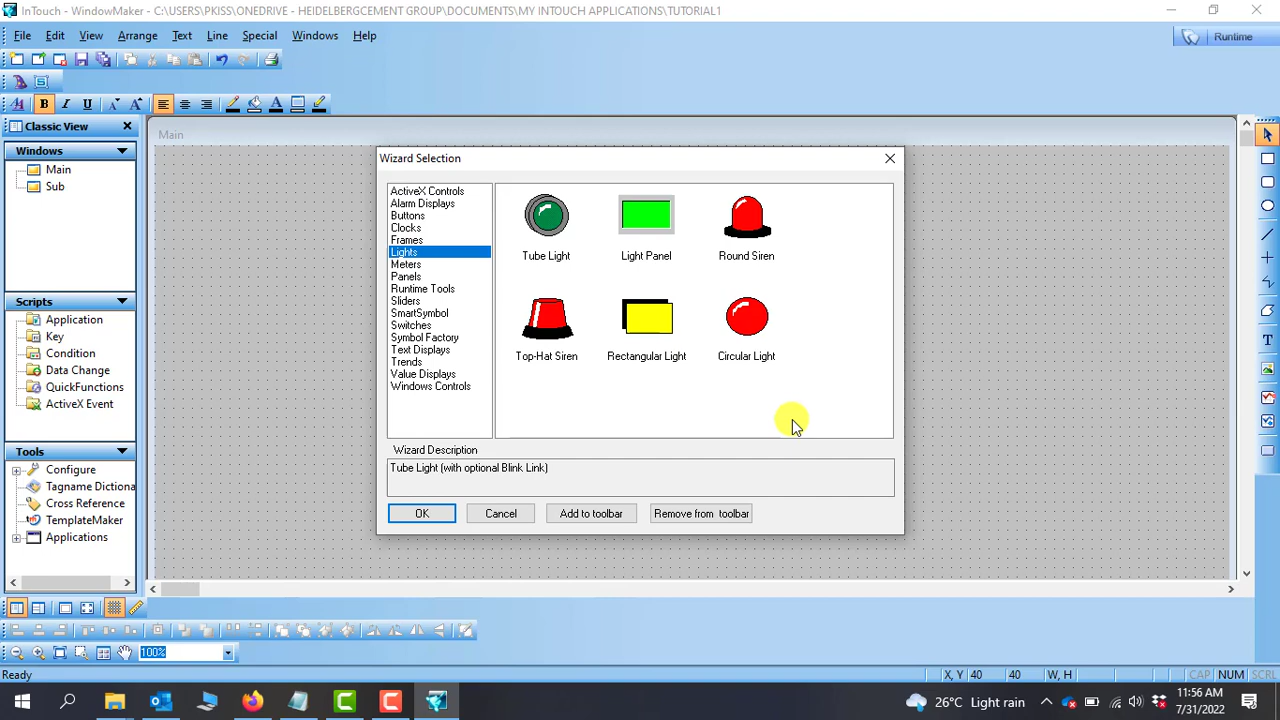 InTouch - WindowMaker - C:\USERS\PKISS\ONEDRIVE - HEIDELBERGCEMENT GROUP\DOCUMENTS\MY INTOUCH APPLICATIONS\TUTORIAL1
File Edit View Arrange Text Line Special Windows Help
Runtime
B I U
Classic View
Windows
Main
Sub
Scripts
Application
Key
Condition
Data Change
QuickFunctions
ActiveX Event
Tools
Configure
Tagname Dictiona
Cross Reference
TemplateMaker
Applications
Main
Wizard Selection
ActiveX Controls
Alarm Displays
Buttons
Clocks
Frames
Lights
Meters
Panels
Runtime Tools
Sliders
SmartSymbol
Switches
Symbol Factory
Text Displays
Trends
Value Displays
Windows Controls
Tube Light
Light Panel
Round Siren
Top-Hat Siren
Rectangular Light
Circular Light
Wizard Description
Tube Light (with optional Blink Link)
OK
Cancel
Add to toolbar
Remove from toolbar
100%
Ready
X, Y 40 40 W, H CAP NUM SCRL
26°C Light rain
11:56 AM
7/31/2022